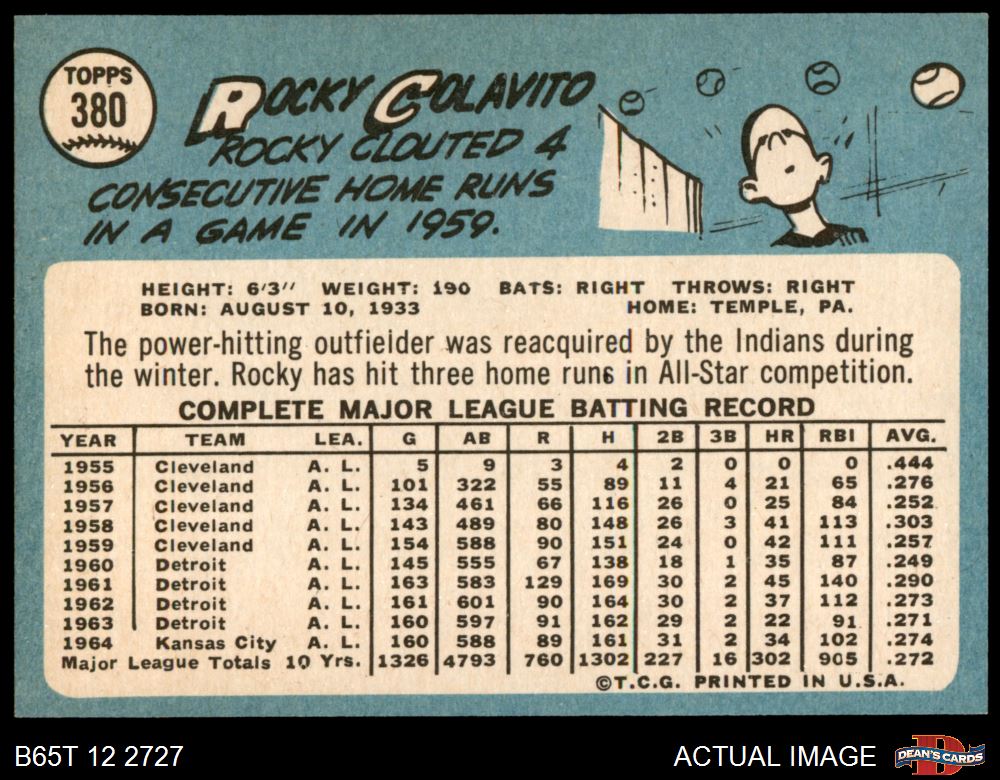 TOPPS
380
ROCKY COLAVITO
ROCKY CLOUTED 4
CONSECUTIVE HOME RUNS
IN A GAME IN 1959.
HEIGHT: 6'3" WEIGHT: 190 BATS: RIGHT THROWS: RIGHT
BORN: AUGUST 10, 1933 HOME: TEMPLE, PA.
The power-hitting outfielder was reacquired by the Indians during
the winter. Rocky has hit three home runs in All-Star competition.
COMPLETE MAJOR LEAGUE BATTING RECORD
YEAR TEAM LEA. G AB R H 2B 3B HR RBI AVG.
1955 Cleveland A. L. 5 9 3 4 2 0 0 0 .444
1956 Cleveland A. L. 101 322 55 89 11 4 21 65 .276
1957 Cleveland A. L. 134 461 66 116 26 0 25 84 .252
1958 Cleveland A. L. 143 489 80 148 26 3 41 113 .303
1959 Cleveland A. L. 154 588 90 151 24 0 42 111 .257
1960 Detroit A. L. 145 555 67 138 18 1 35 87 .249
1961 Detroit A. L. 163 583 129 169 30 2 45 140 .290
1962 Detroit A. L. 161 601 90 164 30 2 37 112 .273
1963 Detroit A. L. 160 597 91 162 29 2 22 91 .271
1964 Kansas City A. L. 160 588 89 161 31 2 34 102 .274
Major League Totals 10 Yrs. 1326 4793 760 1302 227 16 302 905 .272
©T.C.G. PRINTED IN U.S.A.
B65T 12 2727
ACTUAL IMAGE
D
DEAN'S CARDS